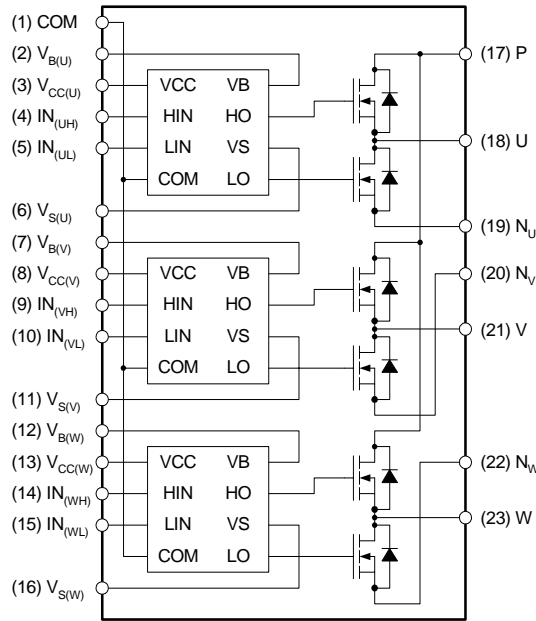 (1) COM
(2) V_B(U)
(3) V_CC(U)
(4) IN_(UH)
(5) IN_(UL)
(6) V_S(U)
(7) V_B(V)
(8) V_CC(V)
(9) IN_(VH)
(10) IN_(VL)
(11) V_S(V)
(12) V_B(W)
(13) V_CC(W)
(14) IN_(WH)
(15) IN_(WL)
(16) V_S(W)
VCC VB
HIN HO
LIN VS
COM LO
VCC VB
HIN HO
LIN VS
COM LO
VCC VB
HIN HO
LIN VS
COM LO
(17) P
(18) U
(19) N_U
(20) N_V
(21) V
(22) N_W
(23) W